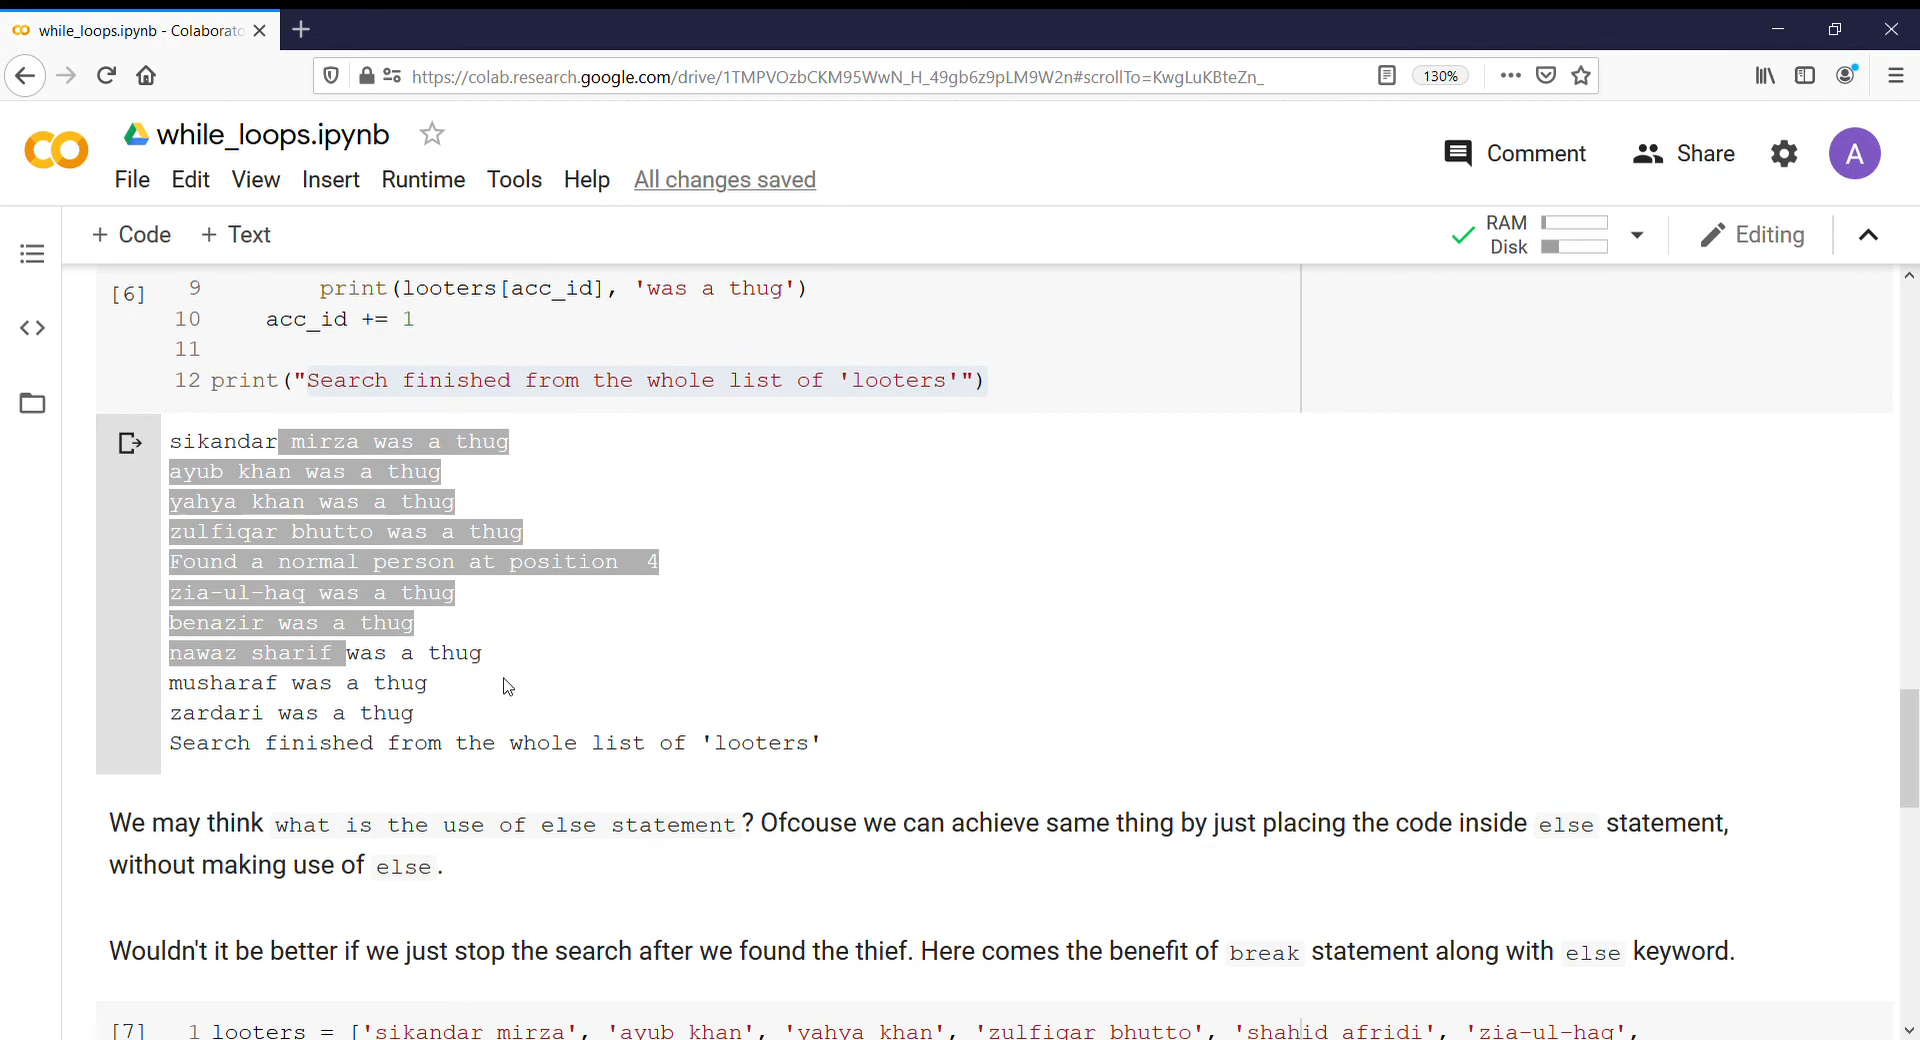 while_loops.ipynb - Colaborato
https://colab.research.google.com/drive/1TMPVOzbCKM95WwN_H_49gb6z9pLM9W2n#scrollTo=KwgLuKBteZn_
130%
while_loops.ipynb
Comment
Share
A
File Edit View Insert Runtime Tools Help All changes saved
+ Code + Text
RAM
Disk
Editing
[6] 9 print(looters[acc_id], 'was a thug')
10 acc_id += 1
11
12 print("Search finished from the whole list of 'looters'")
sikandar mirza was a thug
ayub khan was a thug
yahya khan was a thug
zulfiqar bhutto was a thug
Found a normal person at position  4
zia-ul-haq was a thug
benazir was a thug
nawaz sharif was a thug
musharaf was a thug
zardari was a thug
Search finished from the whole list of 'looters'
We may think what is the use of else statement? Ofcouse we can achieve same thing by just placing the code inside else statement,
without making use of else.
Wouldn't it be better if we just stop the search after we found the thief. Here comes the benefit of break statement along with else keyword.
[7] 1 looters = ['sikandar mirza', 'ayub khan', 'yahya khan', 'zulfiqar bhutto', 'shahid afridi', 'zia-ul-haq',